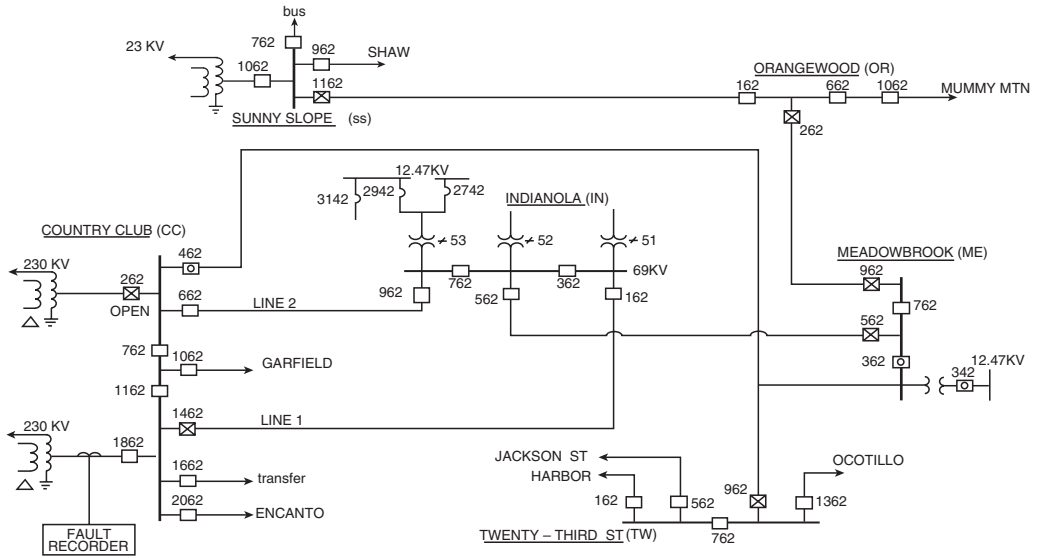 bus
762
962
23 KV
1062
SHAW
1162
SUNNY SLOPE (ss)
ORANGEWOOD (OR)
162
662
1062
MUMMY MTN
262
12.47KV
3142
2942
2742
INDIANOLA (IN)
≁ 53
≁ 52
≁ 51
69KV
762
362
962
562
162
COUNTRY CLUB (CC)
462
230 KV
262
OPEN
662
LINE 2
762
1062
GARFIELD
1162
1462
LINE 1
230 KV
1862
1662
transfer
2062
ENCANTO
FAULT
RECORDER
MEADOWBROOK (ME)
962
762
562
362
342
12.47KV
JACKSON ST
HARBOR
OCOTILLO
162
562
962
1362
TWENTY – THIRD ST (TW)
762